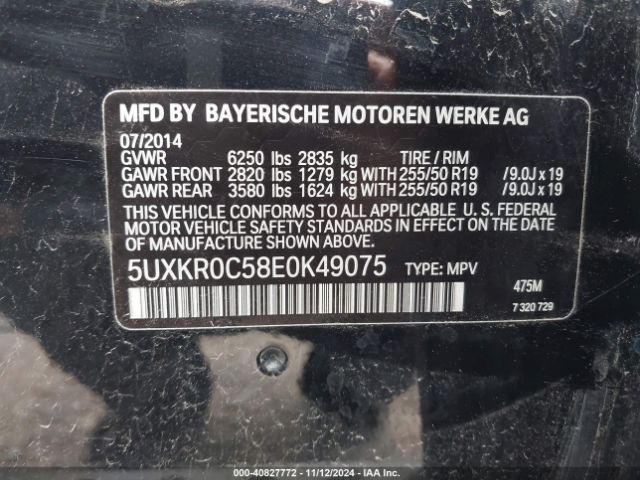 MFD BY BAYERISCHE MOTOREN WERKE AG
07/2014
GVWR 6250 lbs 2835 kg TIRE / RIM
GAWR FRONT 2820 lbs 1279 kg WITH 255/50 R19 /9.0J x 19
GAWR REAR 3580 lbs 1624 kg WITH 255/50 R19 /9.0J x 19
THIS VEHICLE CONFORMS TO ALL APPLICABLE U. S. FEDERAL
MOTOR VEHICLE SAFETY STANDARDS IN EFFECT ON THE
DATE OF MANUFACTURE SHOWN ABOVE.
5UXKR0C58E0K49075 TYPE: MPV
475M
7 320 729
000-40827772 - 11/12/2024 - IAA Inc.